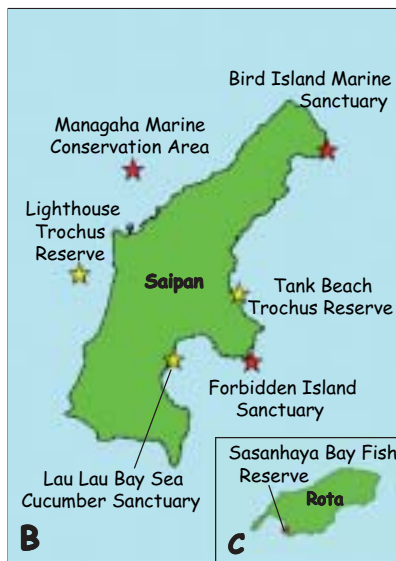 Bird Island Marine
Sanctuary
Managaha Marine
Conservation Area
Lighthouse
Trochus
Reserve
Saipan
Tank Beach
Trochus Reserve
Forbidden Island
Sanctuary
Lau Lau Bay Sea
Cucumber Sanctuary
B
Sasanhaya Bay Fish
Reserve
Rota
C